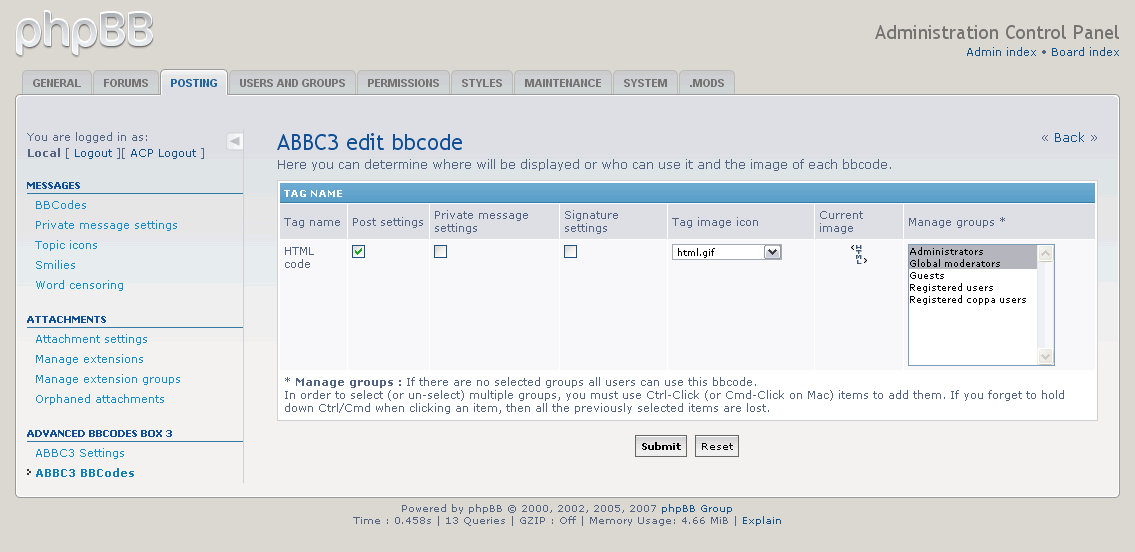 phpBB
Administration Control Panel
Admin index • Board index
GENERAL FORUMS POSTING USERS AND GROUPS PERMISSIONS STYLES MAINTENANCE SYSTEM .MODS
You are logged in as:
Local [ Logout ][ ACP Logout ]
MESSAGES
BBCodes
Private message settings
Topic icons
Smilies
Word censoring
ATTACHMENTS
Attachment settings
Manage extensions
Manage extension groups
Orphaned attachments
ADVANCED BBCODES BOX 3
ABBC3 Settings
ABBC3 BBCodes
ABBC3 edit bbcode
« Back »
Here you can determine where will be displayed or who can use it and the image of each bbcode.
TAG NAME
Tag name Post settings Private message settings Signature settings Tag image icon Current image Manage groups *
HTML code
html.gif
<HTML>
Administrators
Global moderators
Guests
Registered users
Registered coppa users
* Manage groups : If there are no selected groups all users can use this bbcode.
In order to select (or un-select) multiple groups, you must use Ctrl-Click (or Cmd-Click on Mac) items to add them. If you forget to hold
down Ctrl/Cmd when clicking an item, then all the previously selected items are lost.
Submit Reset
Powered by phpBB © 2000, 2002, 2005, 2007 phpBB Group
Time : 0.458s | 13 Queries | GZIP : Off | Memory Usage: 4.66 MiB | Explain